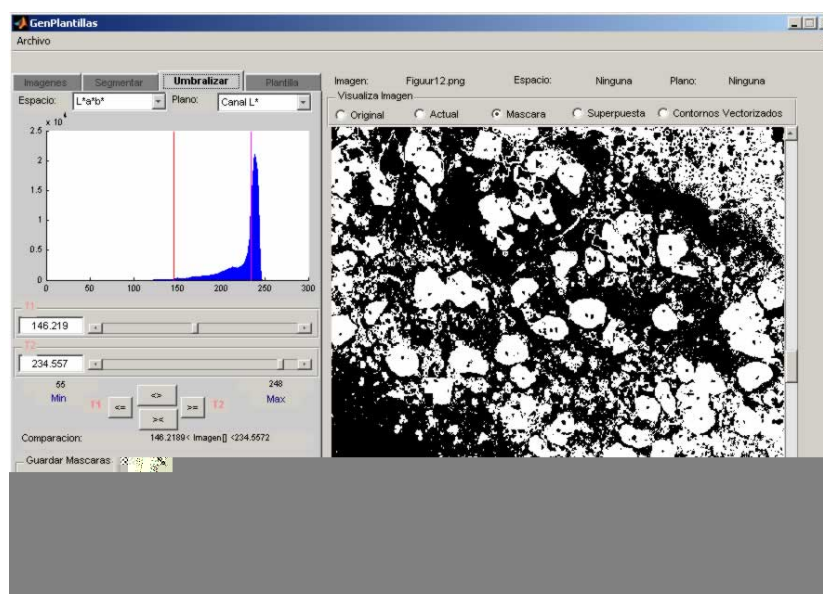 GenPlantillas
Archivo
Imagenes Segmentar Umbralizar Plantilla
Espacio: L*a*b* Plano: Canal L*
x 10^4
2.5
2
1.5
1
0.5
0
0 50 100 150 200 250 300
T1
146.219
T2
234.557
55 248
Min Max
T1 <= <> >= T2
><
Comparacion: 146.2189< Imagen[] <234.5572
Guardar Mascaras
Imagen: Figuur12.png Espacio: Ninguna Plano: Ninguna
Visualiza Imagen
Original Actual Mascara Superpuesta Contornos Vectorizados